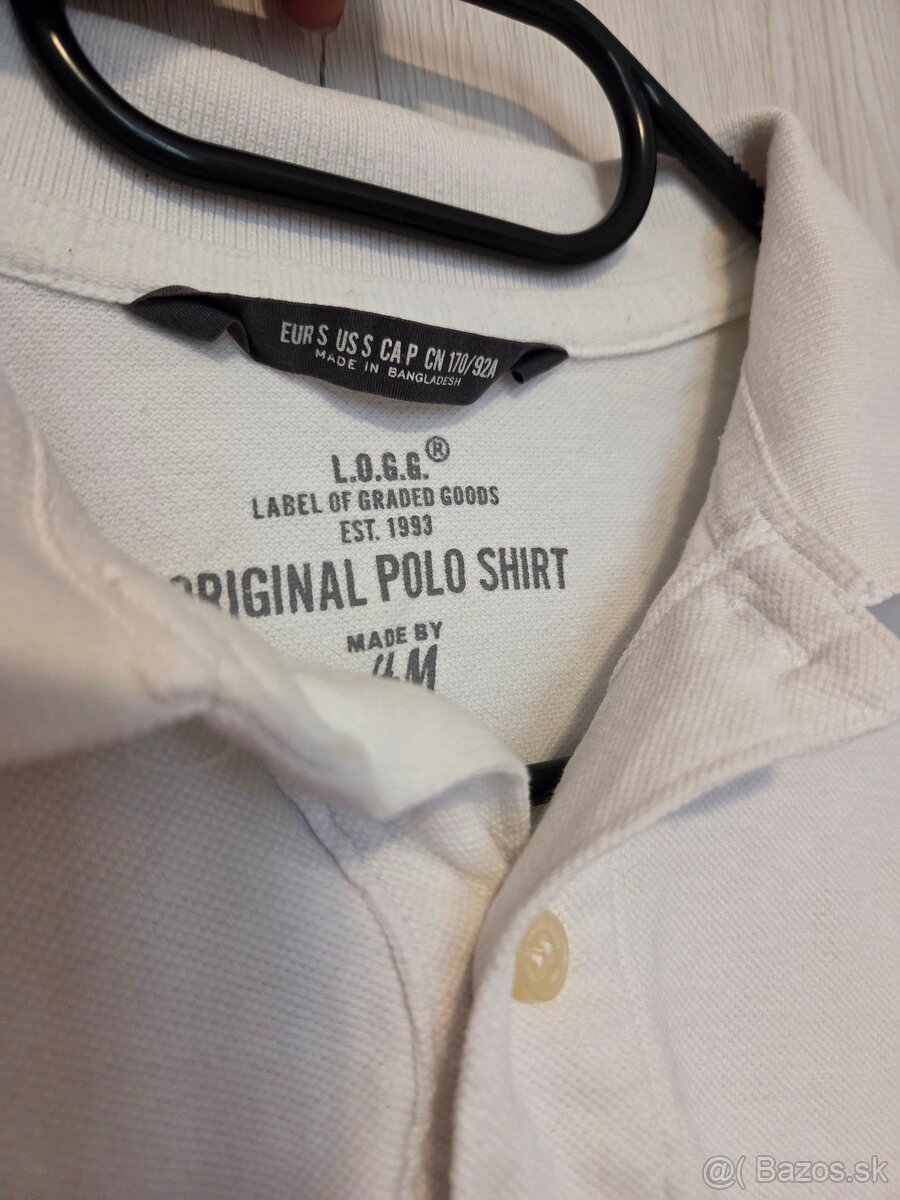 EUR S US S CA·P CN 170/92A
MADE IN BANGLADESH
L.O.G.G.®
LABEL OF GRADED GOODS
EST. 1993
ORIGINAL POLO SHIRT
MADE BY
@( Bazos.sk